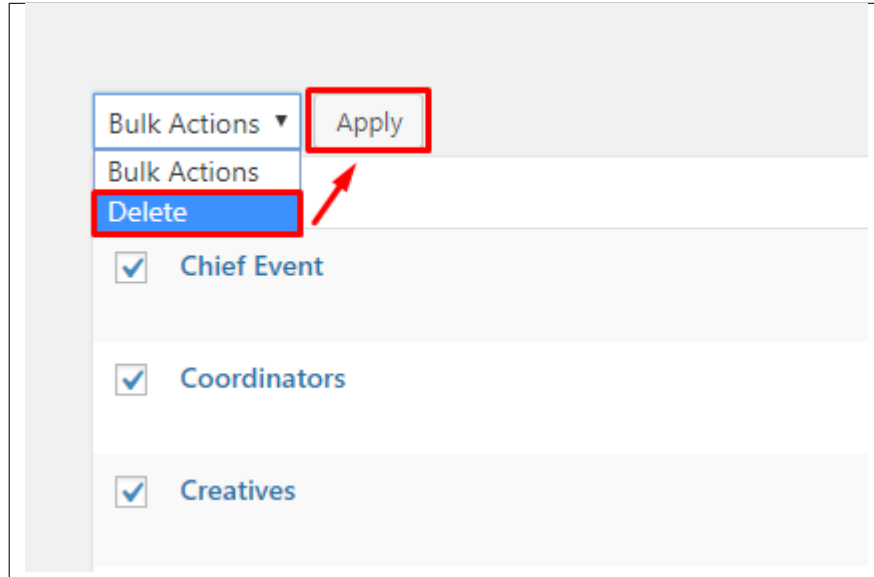 Bulk Actions ▼ Apply
Bulk Actions
Delete
Chief Event
Coordinators
Creatives